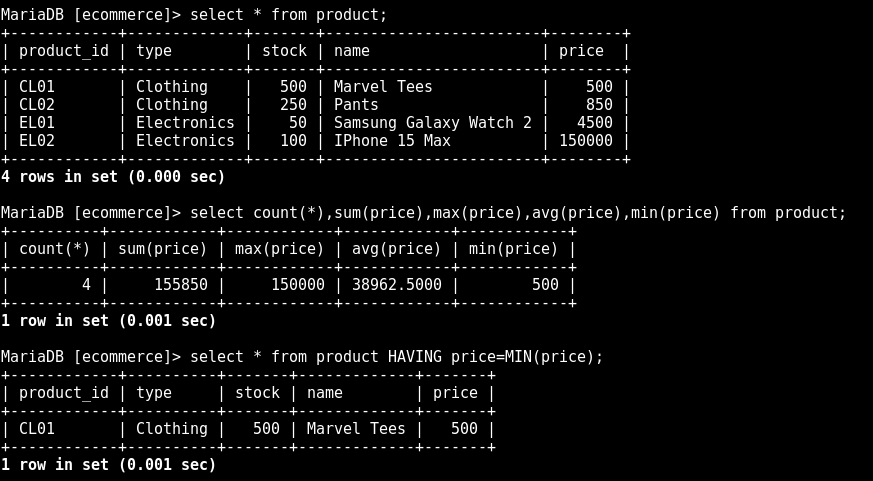 MariaDB [ecommerce]> select * from product;
+------------+-------------+-------+------------------------+--------+
| product_id | type        | stock | name                   | price  |
+------------+-------------+-------+------------------------+--------+
| CL01       | Clothing    |   500 | Marvel Tees            |    500 |
| CL02       | Clothing    |   250 | Pants                  |    850 |
| EL01       | Electronics |    50 | Samsung Galaxy Watch 2 |   4500 |
| EL02       | Electronics |   100 | IPhone 15 Max          | 150000 |
+------------+-------------+-------+------------------------+--------+
4 rows in set (0.000 sec)

MariaDB [ecommerce]> select count(*),sum(price),max(price),avg(price),min(price) from product;
+----------+------------+------------+------------+------------+
| count(*) | sum(price) | max(price) | avg(price) | min(price) |
+----------+------------+------------+------------+------------+
|        4 |     155850 |     150000 | 38962.5000 |        500 |
+----------+------------+------------+------------+------------+
1 row in set (0.001 sec)

MariaDB [ecommerce]> select * from product HAVING price=MIN(price);
+------------+----------+-------+-------------+-------+
| product_id | type     | stock | name        | price |
+------------+----------+-------+-------------+-------+
| CL01       | Clothing |   500 | Marvel Tees |   500 |
+------------+----------+-------+-------------+-------+
1 row in set (0.001 sec)